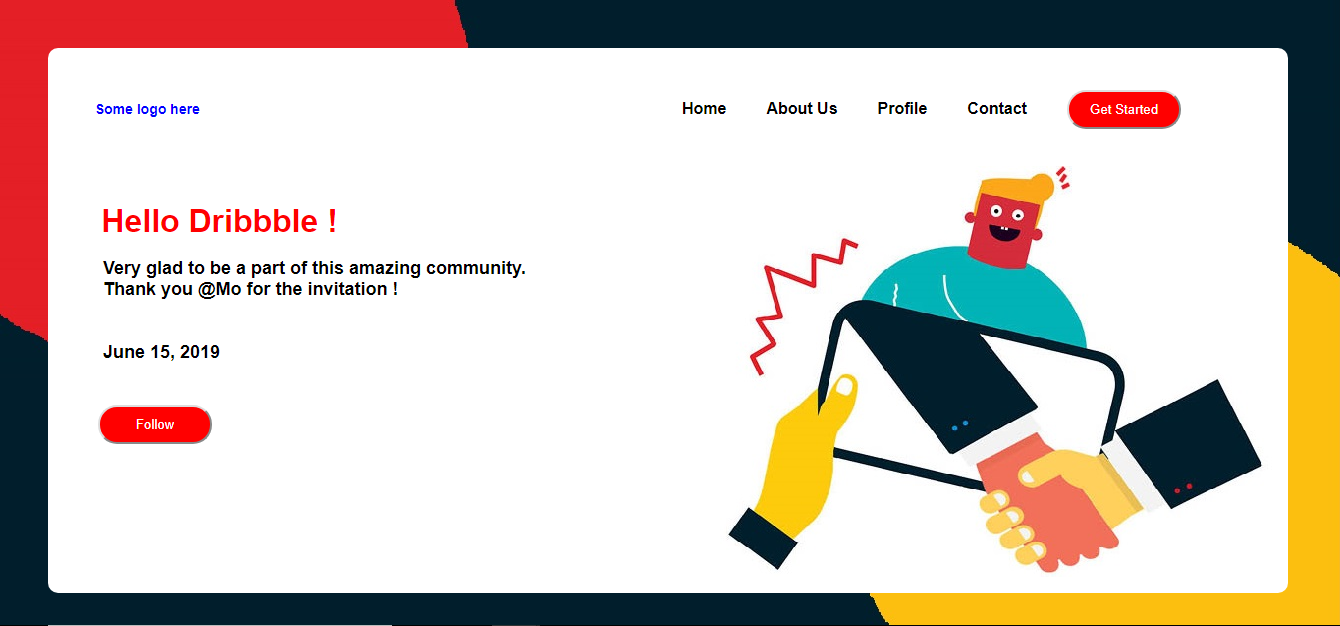 Some logo here
Home
About Us
Profile
Contact
Get Started
Hello Dribbble !
Very glad to be a part of this amazing community.
Thank you @Mo for the invitation !
June 15, 2019
Follow